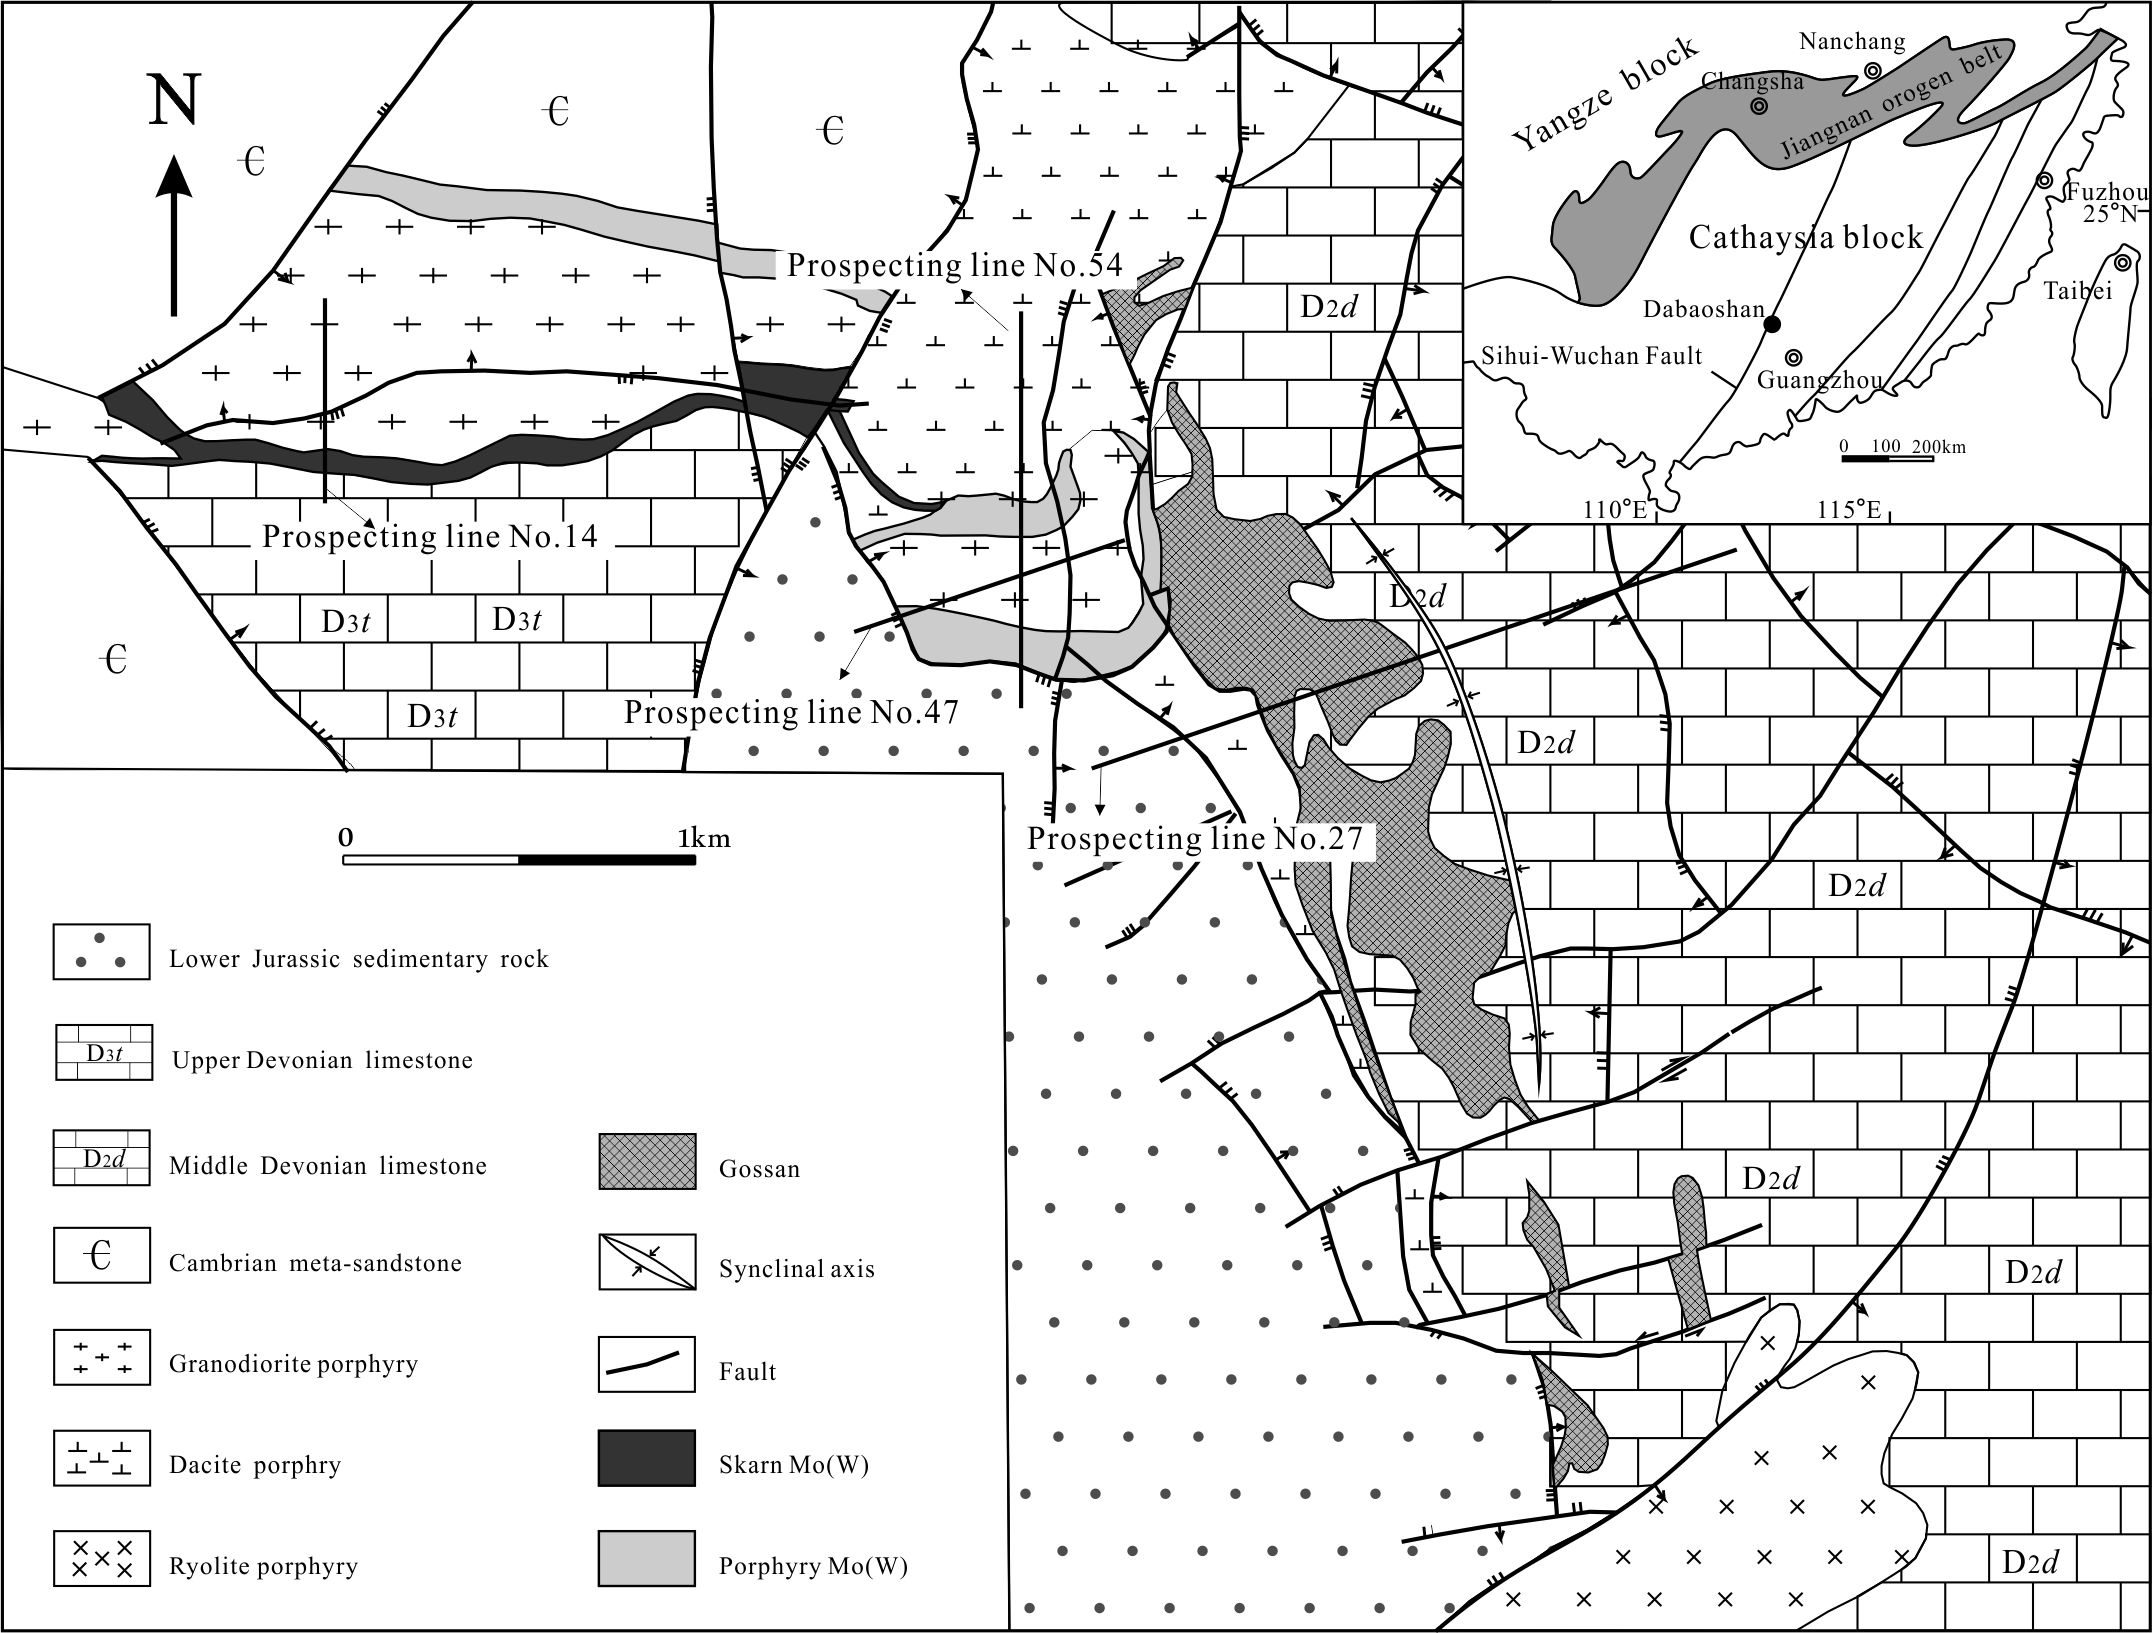 N
Є
Є
Є
Є
Prospecting line No.54
Prospecting line No.14
Prospecting line No.47
Prospecting line No.27
D3t
D3t
D3t
D2d
D2d
D2d
D2d
D2d
D2d
D2d
Yangze block
Nanchang
Changsha
Jiangnan orogen belt
Fuzhou
25°N
Cathaysia block
Taibei
Dabaoshan
Sihui-Wuchan Fault
Guangzhou
0 100 200km
110°E
115°E
0 1km
Lower Jurassic sedimentary rock
D3t
Upper Devonian limestone
D2d
Middle Devonian limestone
Є
Cambrian meta-sandstone
Granodiorite porphyry
Dacite porphry
Ryolite porphyry
Gossan
Synclinal axis
Fault
Skarn Mo(W)
Porphyry Mo(W)